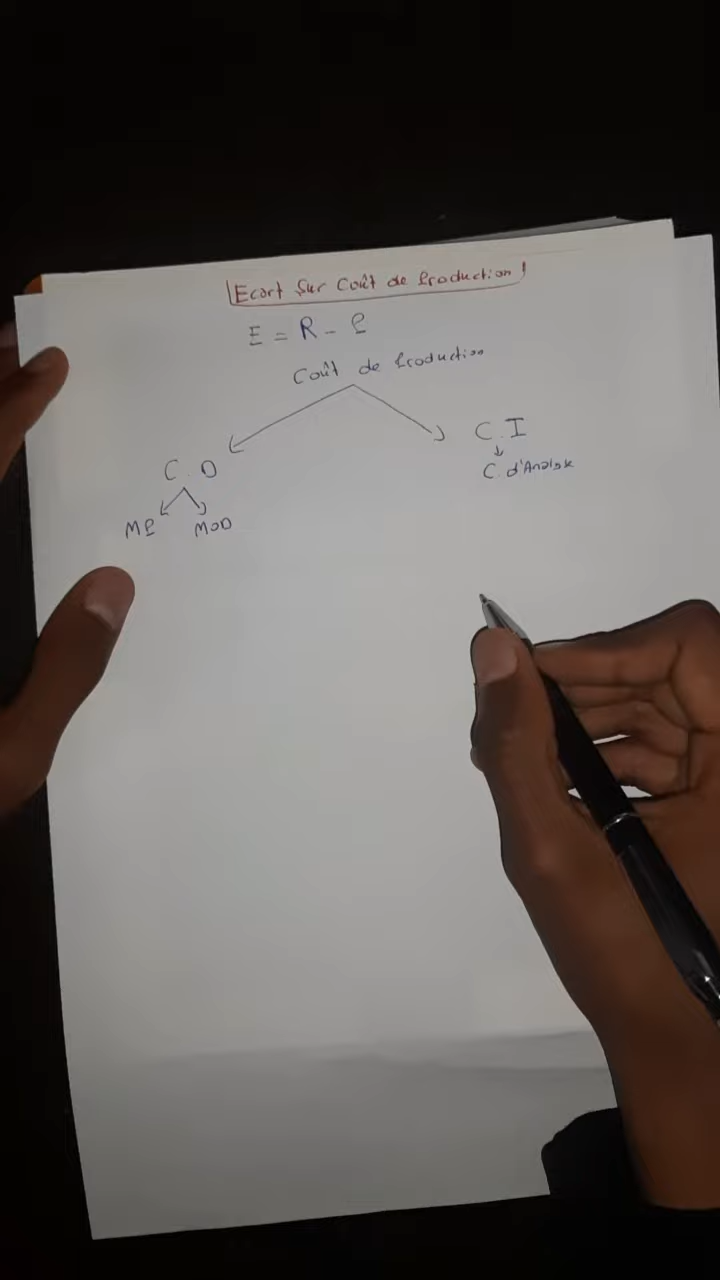 Ecart Sur Coût de Production
E = R - P
Coût de Production
C.D
C.I
C. d'Analyse
MP
MOD